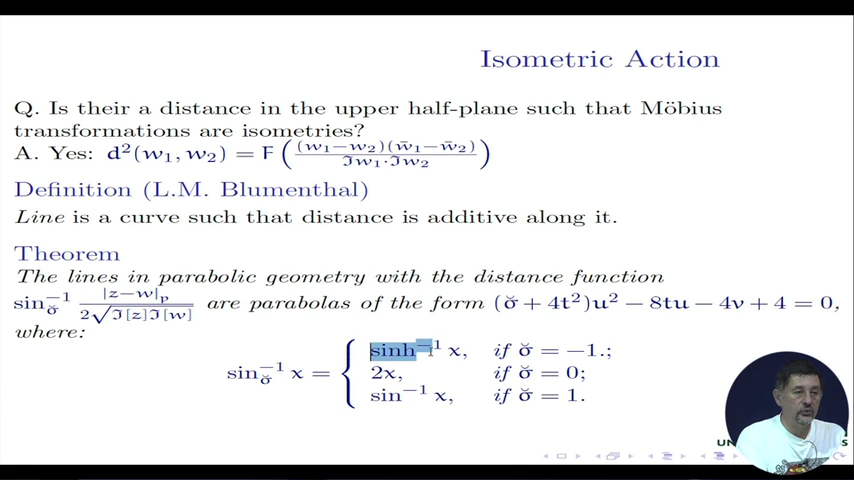 Isometric Action
Q. Is their a distance in the upper half-plane such that Möbius
transformations are isometries?
A. Yes: d²(w₁, w₂) = F ( (w₁−w₂)(w̄₁−w̄₂) / ℑw₁·ℑw₂ )
Definition (L.M. Blumenthal)
Line is a curve such that distance is additive along it.
Theorem
The lines in parabolic geometry with the distance function
sin⁻¹_σ̆ |z−w|ₚ / 2√ℑ[z]ℑ[w] are parabolas of the form (σ̆ + 4t²)u² − 8tu − 4v + 4 = 0,
where:
sin⁻¹_σ̆ x = { sinh⁻¹ x, if σ̆ = −1.;
2x, if σ̆ = 0;
sin⁻¹ x, if σ̆ = 1.